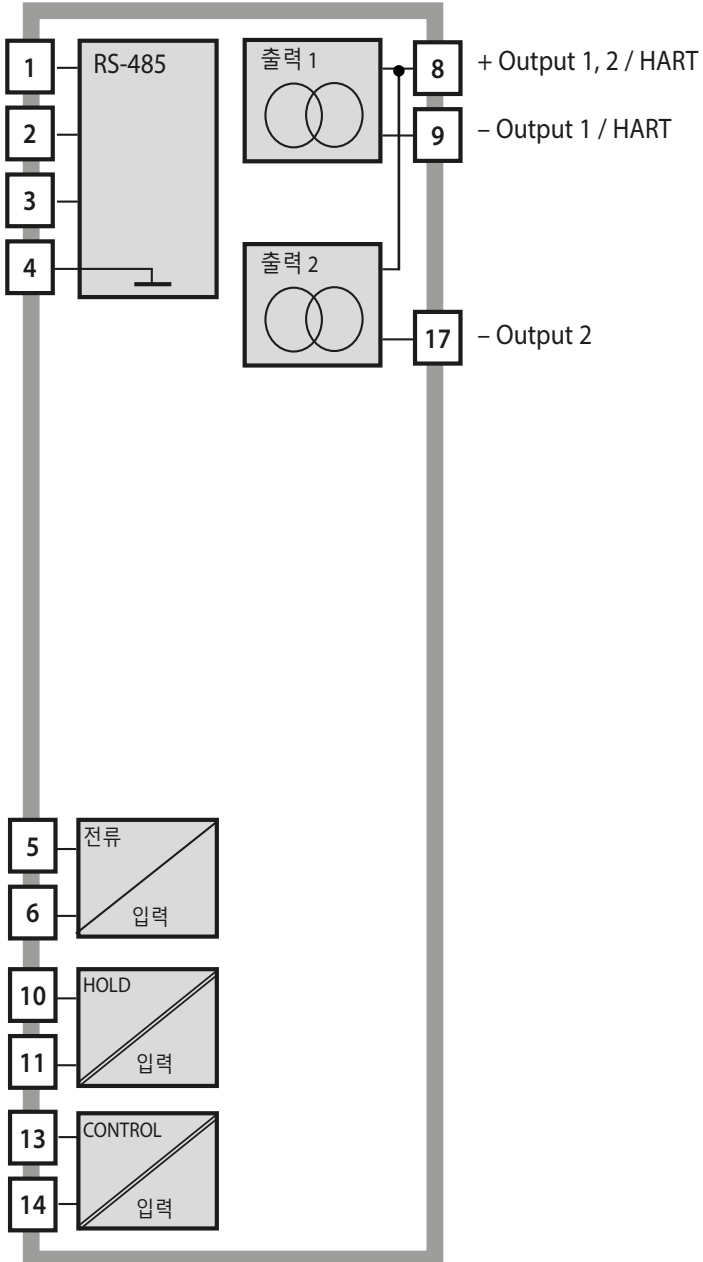 1
RS-485
2
3
4
출력 1
8
+ Output 1, 2 / HART
9
– Output 1 / HART
출력 2
17
– Output 2
5
전류
6
입력
10
HOLD
11
입력
13
CONTROL
14
입력